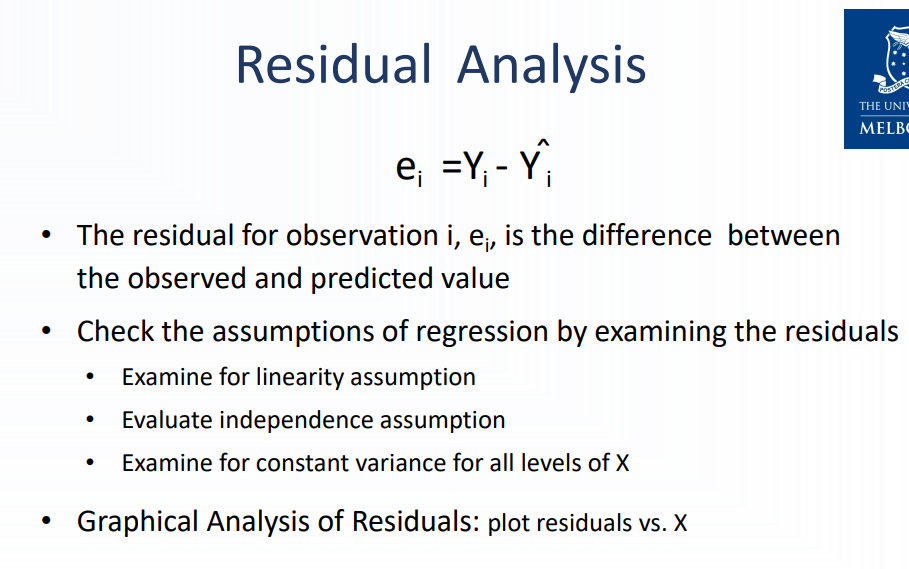 Residual Analysis
THE UNI
MELB
eᵢ =Yᵢ - Ŷᵢ
• The residual for observation i, eᵢ, is the difference between
the observed and predicted value
• Check the assumptions of regression by examining the residuals
• Examine for linearity assumption
• Evaluate independence assumption
• Examine for constant variance for all levels of X
• Graphical Analysis of Residuals: plot residuals vs. X